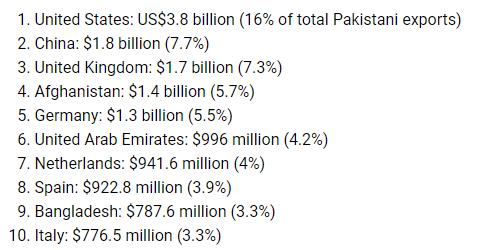 1. United States: US$3.8 billion (16% of total Pakistani exports)
2. China: $1.8 billion (7.7%)
3. United Kingdom: $1.7 billion (7.3%)
4. Afghanistan: $1.4 billion (5.7%)
5. Germany: $1.3 billion (5.5%)
6. United Arab Emirates: $996 million (4.2%)
7. Netherlands: $941.6 million (4%)
8. Spain: $922.8 million (3.9%)
9. Bangladesh: $787.6 million (3.3%)
10. Italy: $776.5 million (3.3%)